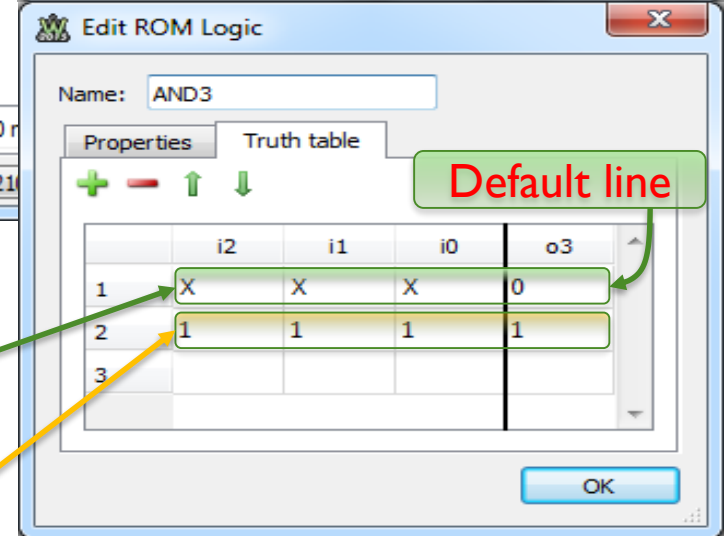 Edit ROM Logic
Name: AND3
Properties Truth table
Default line
i2 i1 i0 o3
1 X X X 0
2 1 1 1 1
3
OK